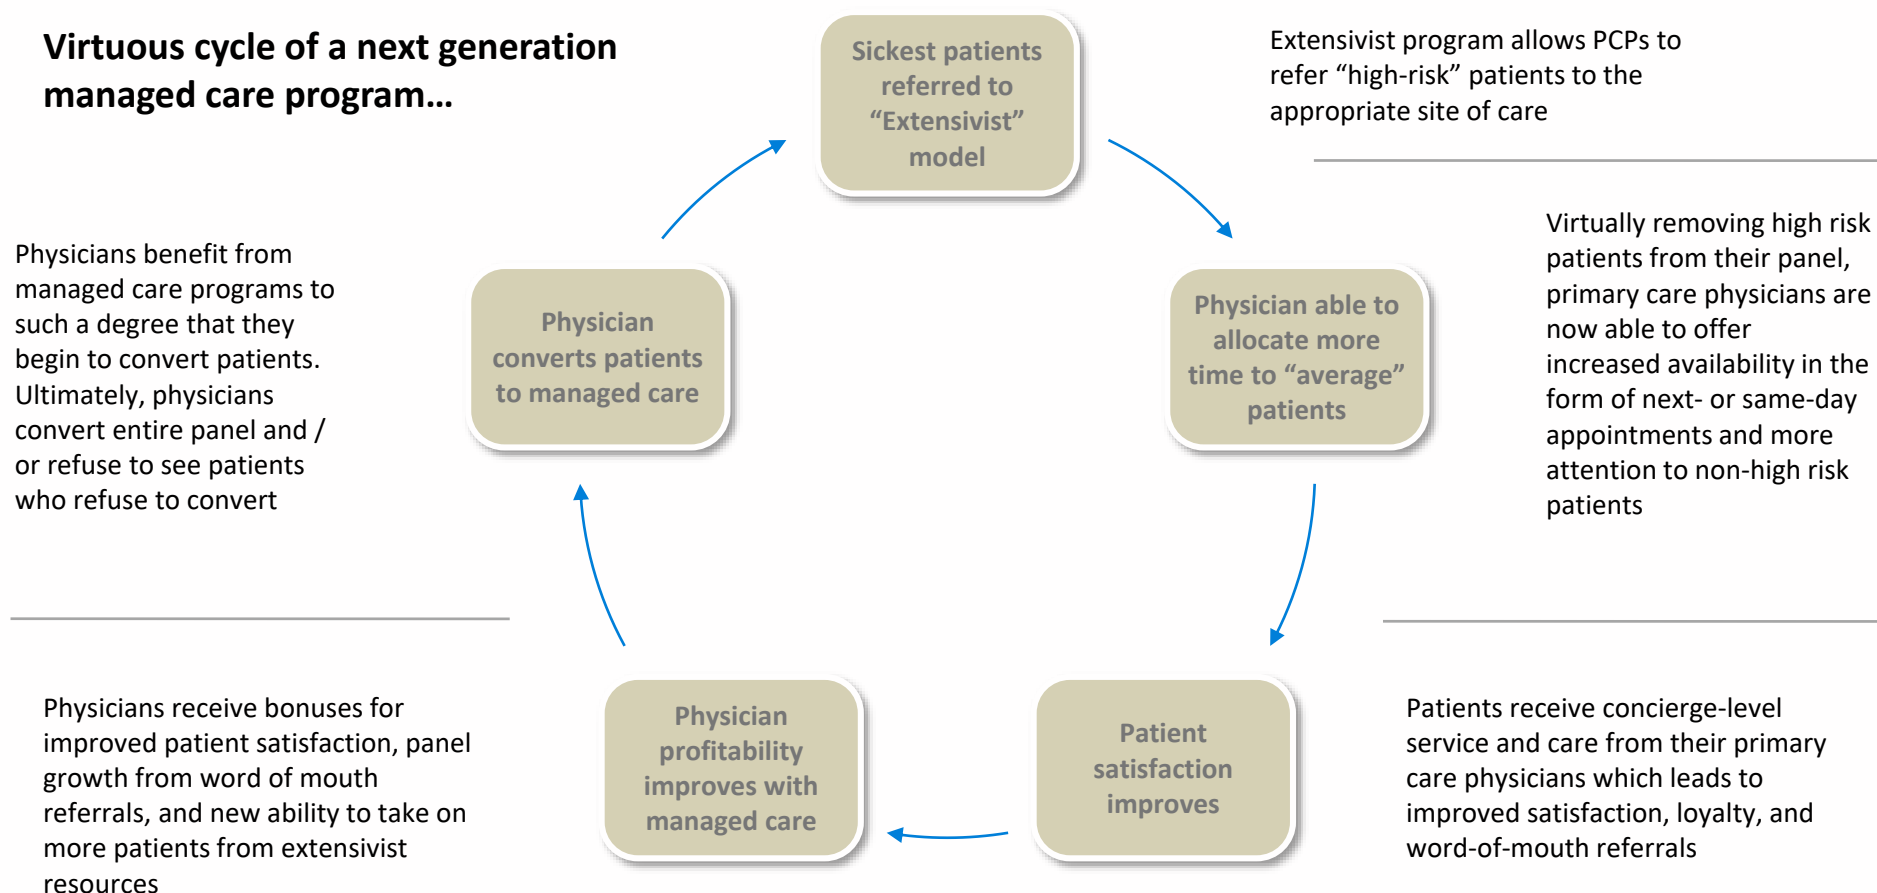 Virtuous cycle of a next generation
managed care program…
Sickest patients
referred to
“Extensivist”
model
Extensivist program allows PCPs to
refer “high-risk” patients to the
appropriate site of care
Physician able to
allocate more
time to “average”
patients
Virtually removing high risk
patients from their panel,
primary care physicians are
now able to offer
increased availability in the
form of next- or same-day
appointments and more
attention to non-high risk
patients
Patient
satisfaction
improves
Patients receive concierge-level
service and care from their primary
care physicians which leads to
improved satisfaction, loyalty, and
word-of-mouth referrals
Physician
profitability
improves with
managed care
Physicians receive bonuses for
improved patient satisfaction, panel
growth from word of mouth
referrals, and new ability to take on
more patients from extensivist
resources
Physician
converts patients
to managed care
Physicians benefit from
managed care programs to
such a degree that they
begin to convert patients.
Ultimately, physicians
convert entire panel and /
or refuse to see patients
who refuse to convert